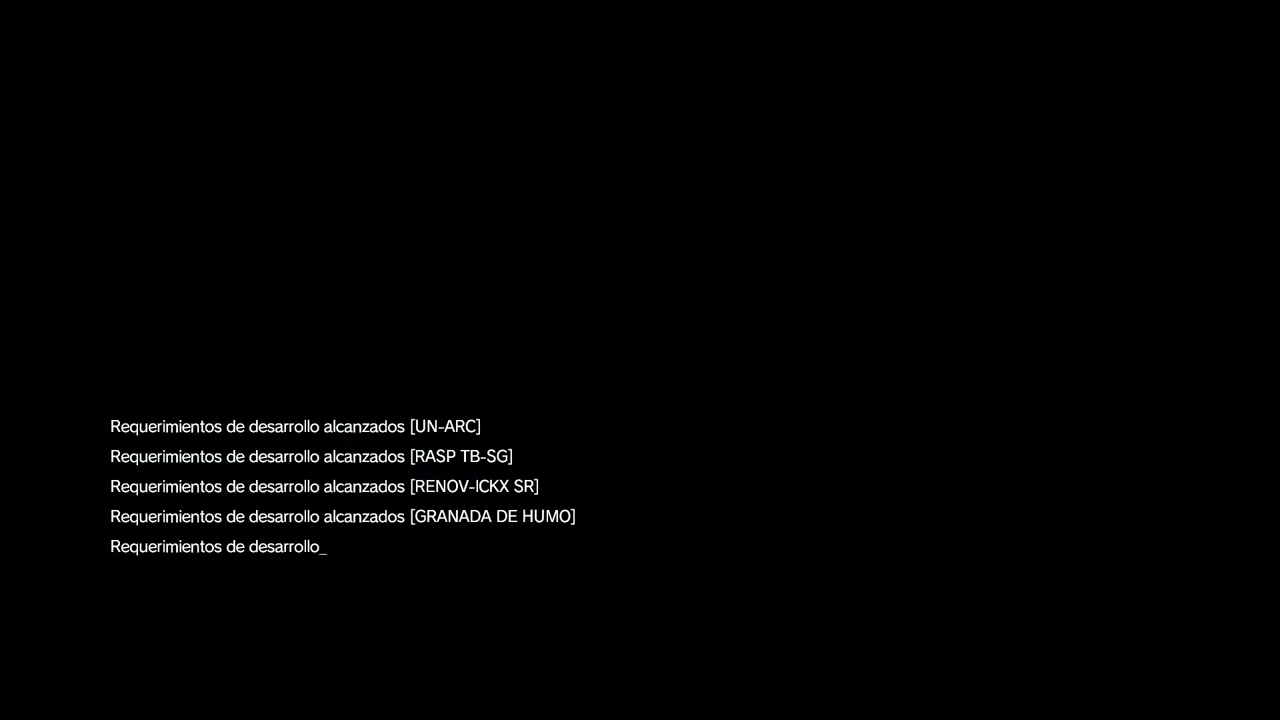 Requerimientos de desarrollo alcanzados [UN-ARC]
Requerimientos de desarrollo alcanzados [RASP TB-SG]
Requerimientos de desarrollo alcanzados [RENOV-ICKX SR]
Requerimientos de desarrollo alcanzados [GRANADA DE HUMO]
Requerimientos de desarrollo_